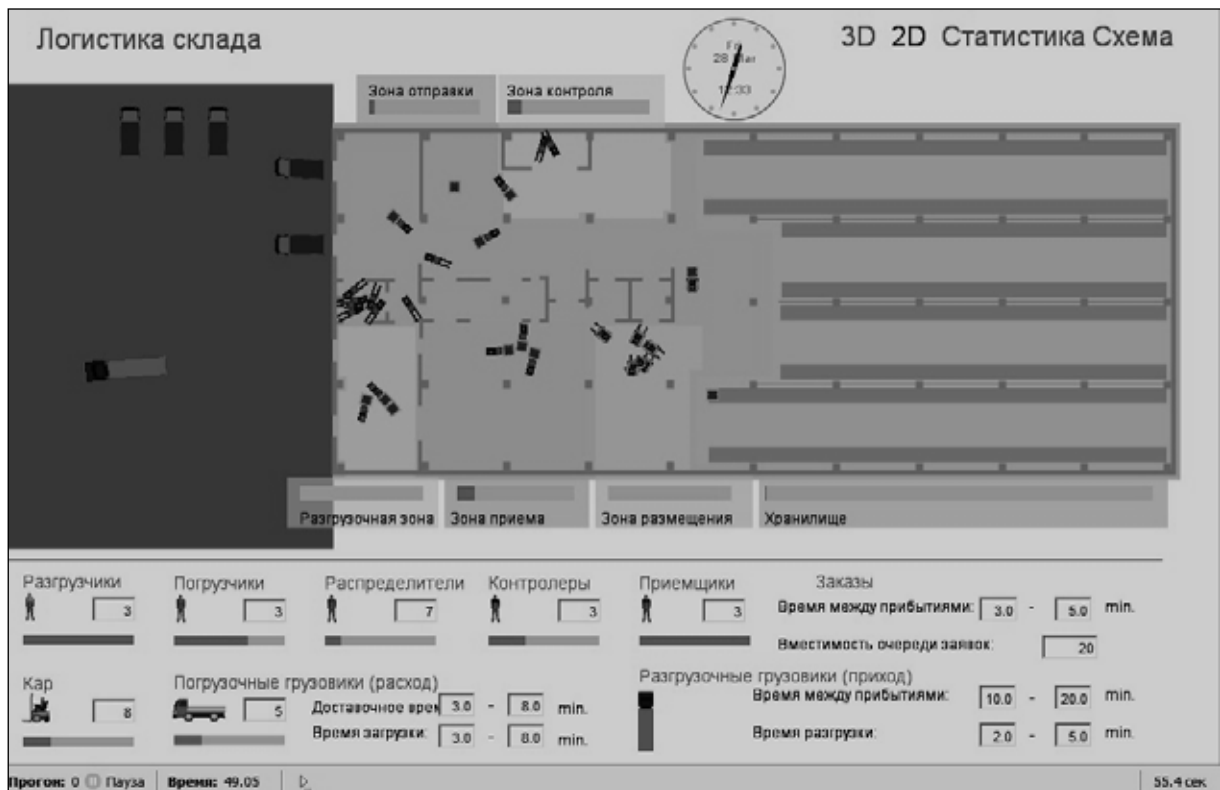 Логистика склада
3D 2D Статистика Схема
28 Mar
12:33
Зона отправки Зона контроля
Разгрузочная зона Зона приема Зона размещения Хранилище
Разгрузчики Погрузчики Распределители Контролеры Приемщики Заказы
3 3 7 3 3 Время между прибытиями: 3.0 - 5.0 min.
Вместимость очереди заявок: 20
Кар Погрузочные грузовики (расход) Разгрузочные грузовики (приход)
8 5 Доставочное врем 3.0 - 8.0 min. Время между прибытиями: 10.0 - 20.0 min.
Время загрузки: 3.0 - 8.0 min. Время разгрузки: 2.0 - 5.0 min.
Прогон: 0 Пауза Время: 49.05 55.4 сек